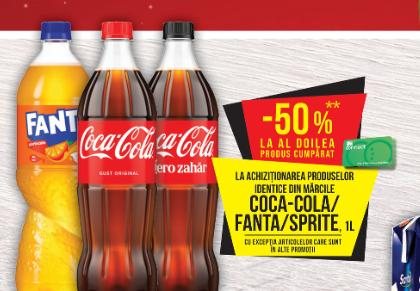 FANT
Coca-Cola
GUST ORIGINAL
Coca-Cola
zero zahăr
-50%**
LA AL DOILEA
PRODUS CUMPĂRAT
LA ACHIZIȚIONAREA PRODUSELOR
IDENTICE DIN MĂRCILE
COCA-COLA/
FANTA/SPRITE, 1L
CU EXCEPȚIA ARTICOLELOR CARE SUNT
ÎN ALTE PROMOȚII